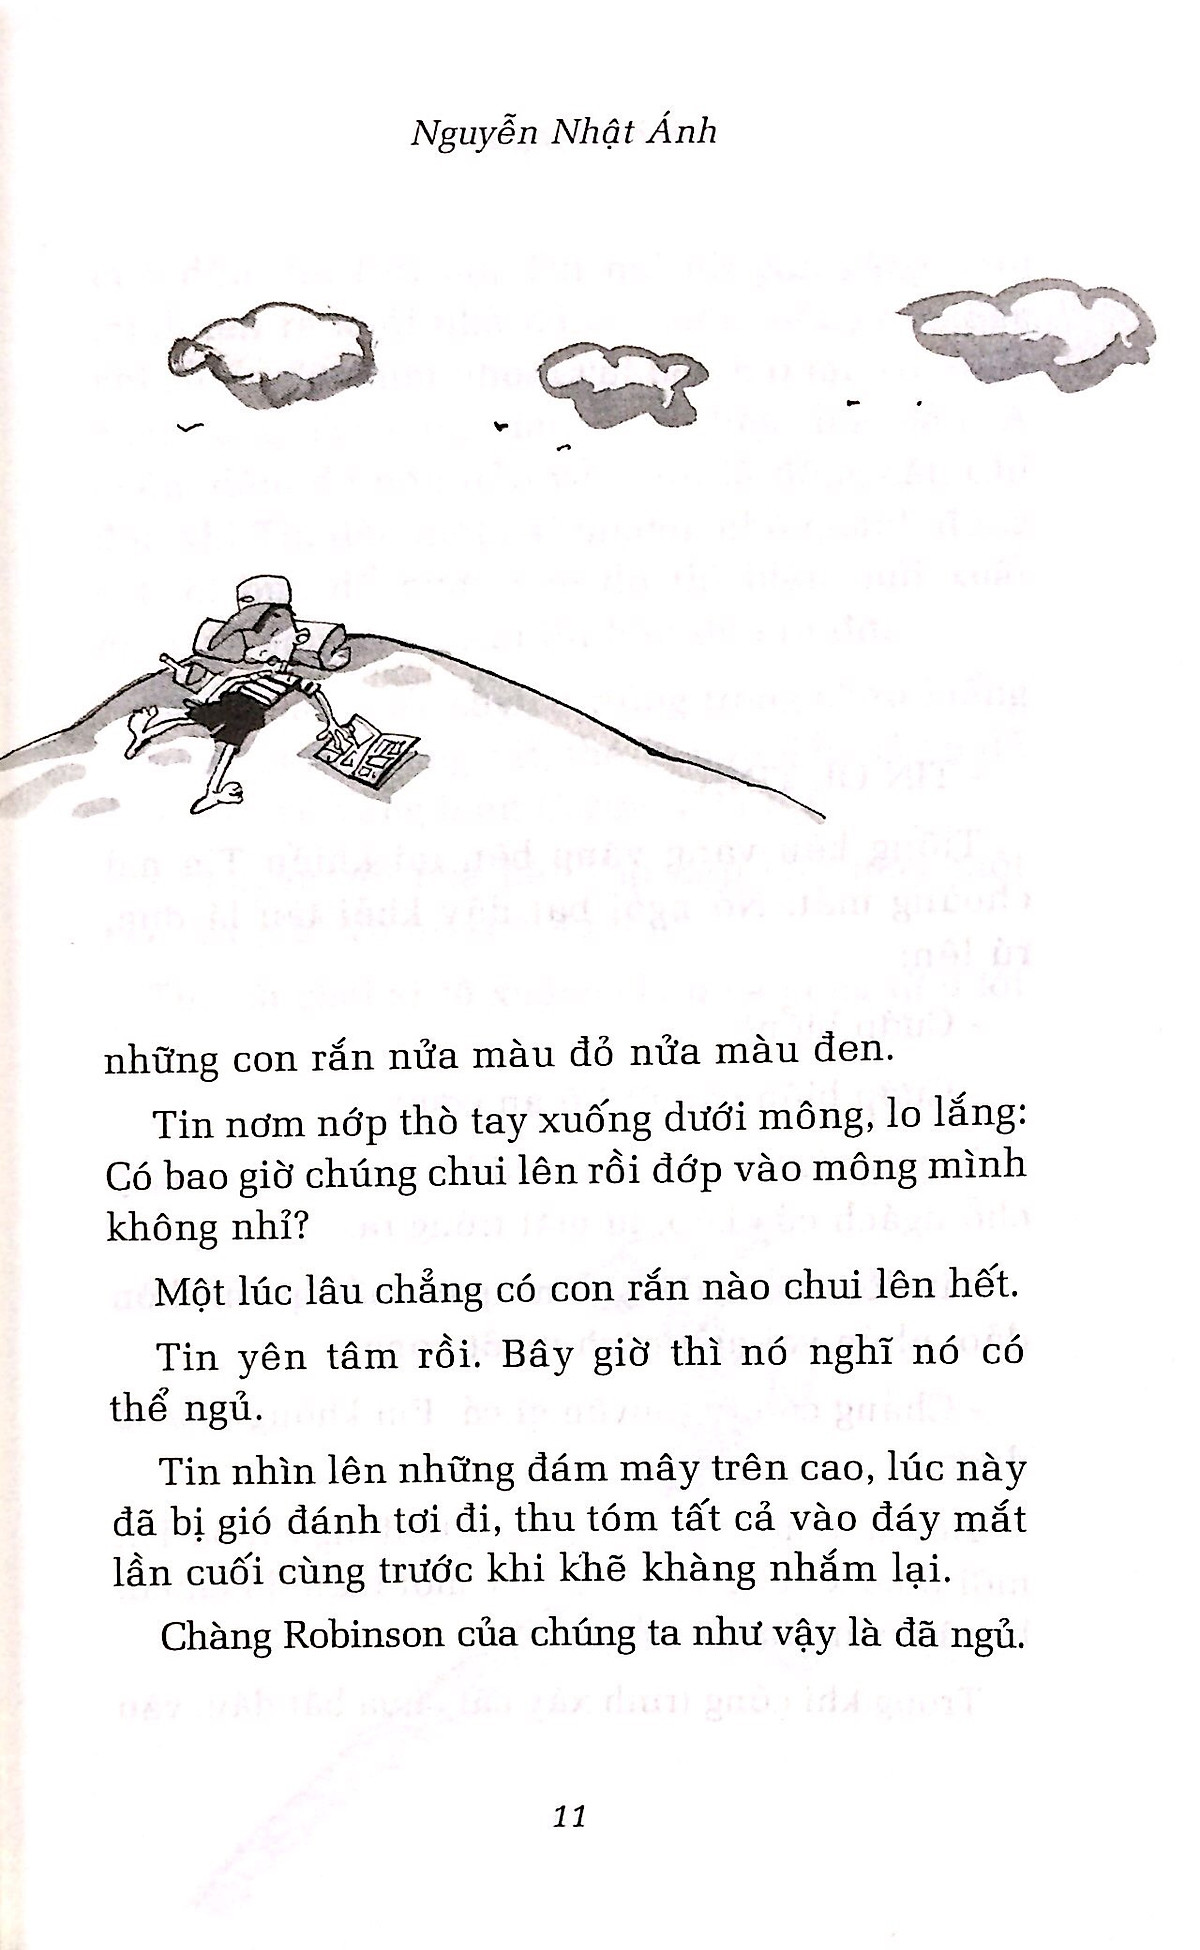 Nguyễn Nhật Ánh
những con rắn nửa màu đỏ nửa màu đen.
Tin nơm nớp thò tay xuống dưới mông, lo lắng:
Có bao giờ chúng chui lên rồi đớp vào mông mình
không nhỉ?
Một lúc lâu chẳng có con rắn nào chui lên hết.
Tin yên tâm rồi. Bây giờ thì nó nghĩ nó có
thể ngủ.
Tin nhìn lên những đám mây trên cao, lúc này
đã bị gió đánh tơi đi, thu tóm tất cả vào đáy mắt
lần cuối cùng trước khi khẽ khàng nhắm lại.
Chàng Robinson của chúng ta như vậy là đã ngủ.
11